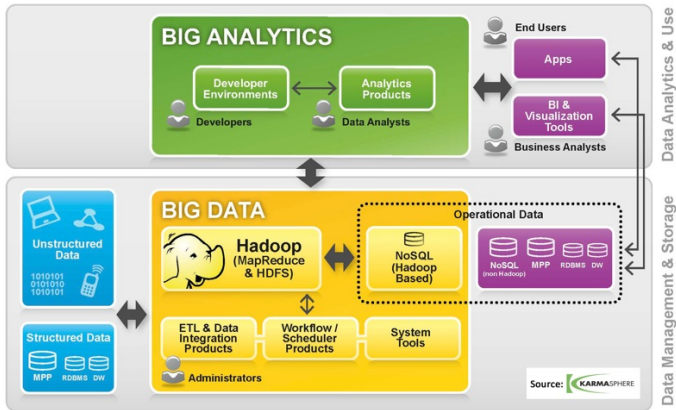 BIG ANALYTICS
Developer
Environments
Analytics
Products
Developers
Data Analysts
End Users
Apps
BI &
Visualization
Tools
Business Analysts
Data Analytics & Use
Unstructured
Data
1010101
0101010
1010101
Structured Data
MPP
RDBMS
DW
BIG DATA
Hadoop
(MapReduce
& HDFS)
Operational Data
NoSQL
(Hadoop
Based)
NoSQL
(non Hadoop)
MPP
RDBMS
DW
ETL & Data
Integration
Products
Workflow /
Scheduler
Products
System
Tools
Administrators
Source: KARMASPHERE
Data Management & Storage